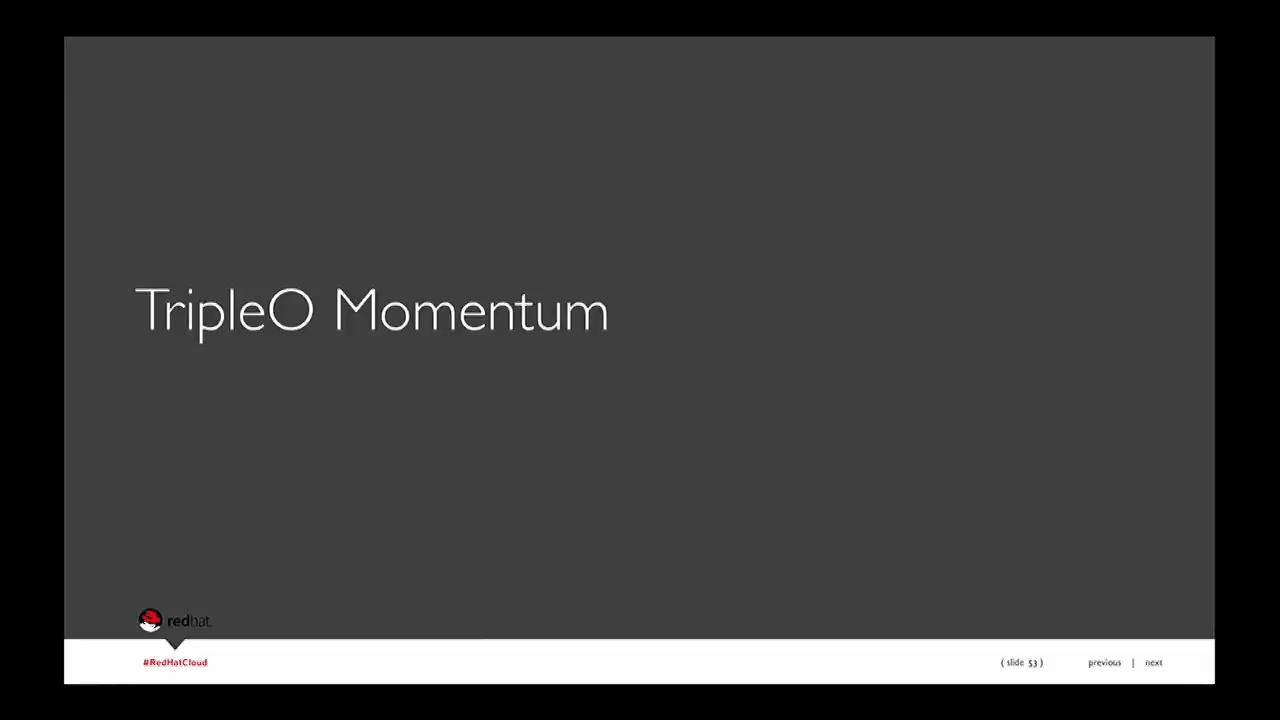 TripleO Momentum
redhat.
#RedHatCloud
( slide 53 )
previous | next